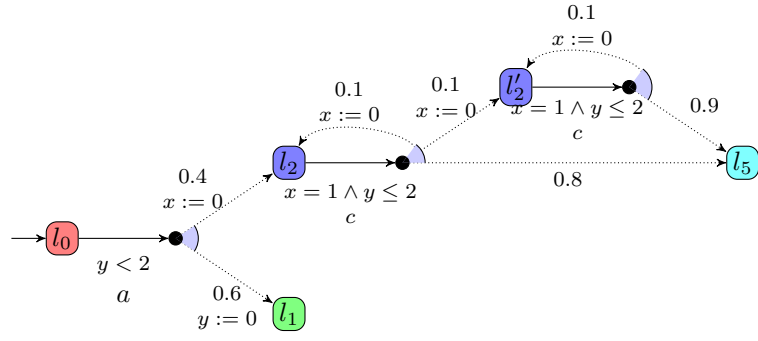 0.1
x := 0
l₂′
x = 1 ∧ y ≤ 2
c
0.9
0.1
x := 0
0.1
x := 0
l₂
x = 1 ∧ y ≤ 2
c
0.8
l₅
0.4
x := 0
l₀
y < 2
a
0.6
y := 0
l₁